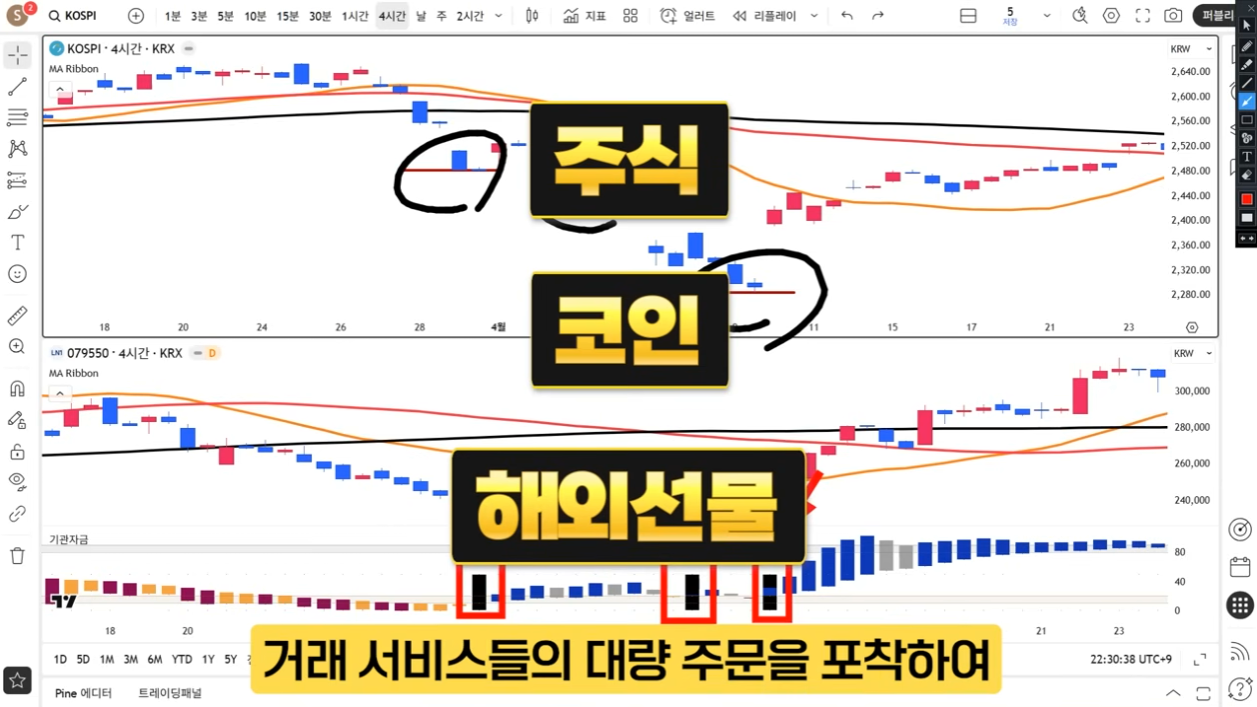 S 2 KOSPI 1분 3분 5분 10분 15분 30분 1시간 4시간 날 주 2시간 지표 얼러트 리플레이 5 저장 퍼블리
KOSPI · 4시간 · KRX
KRW
MA Ribbon
2,640.00
2,600.00
2,560.00
2,520.00
2,480.00
2,440.00
2,400.00
2,360.00
2,320.00
2,280.00
주식
코인
18 20 24 26 28 4월 11 15 17 21 23
LN1 079550 · 4시간 · KRX D
KRW
MA Ribbon
300,000
280,000
260,000
240,000
해외선물
기관자금
80
40
0
18 20 21 23
거래 서비스들의 대량 주문을 포착하여
1D 5D 1M 3M 6M YTD 1Y 5Y
22:30:38 UTC+9
Pine 에디터 트레이딩패널